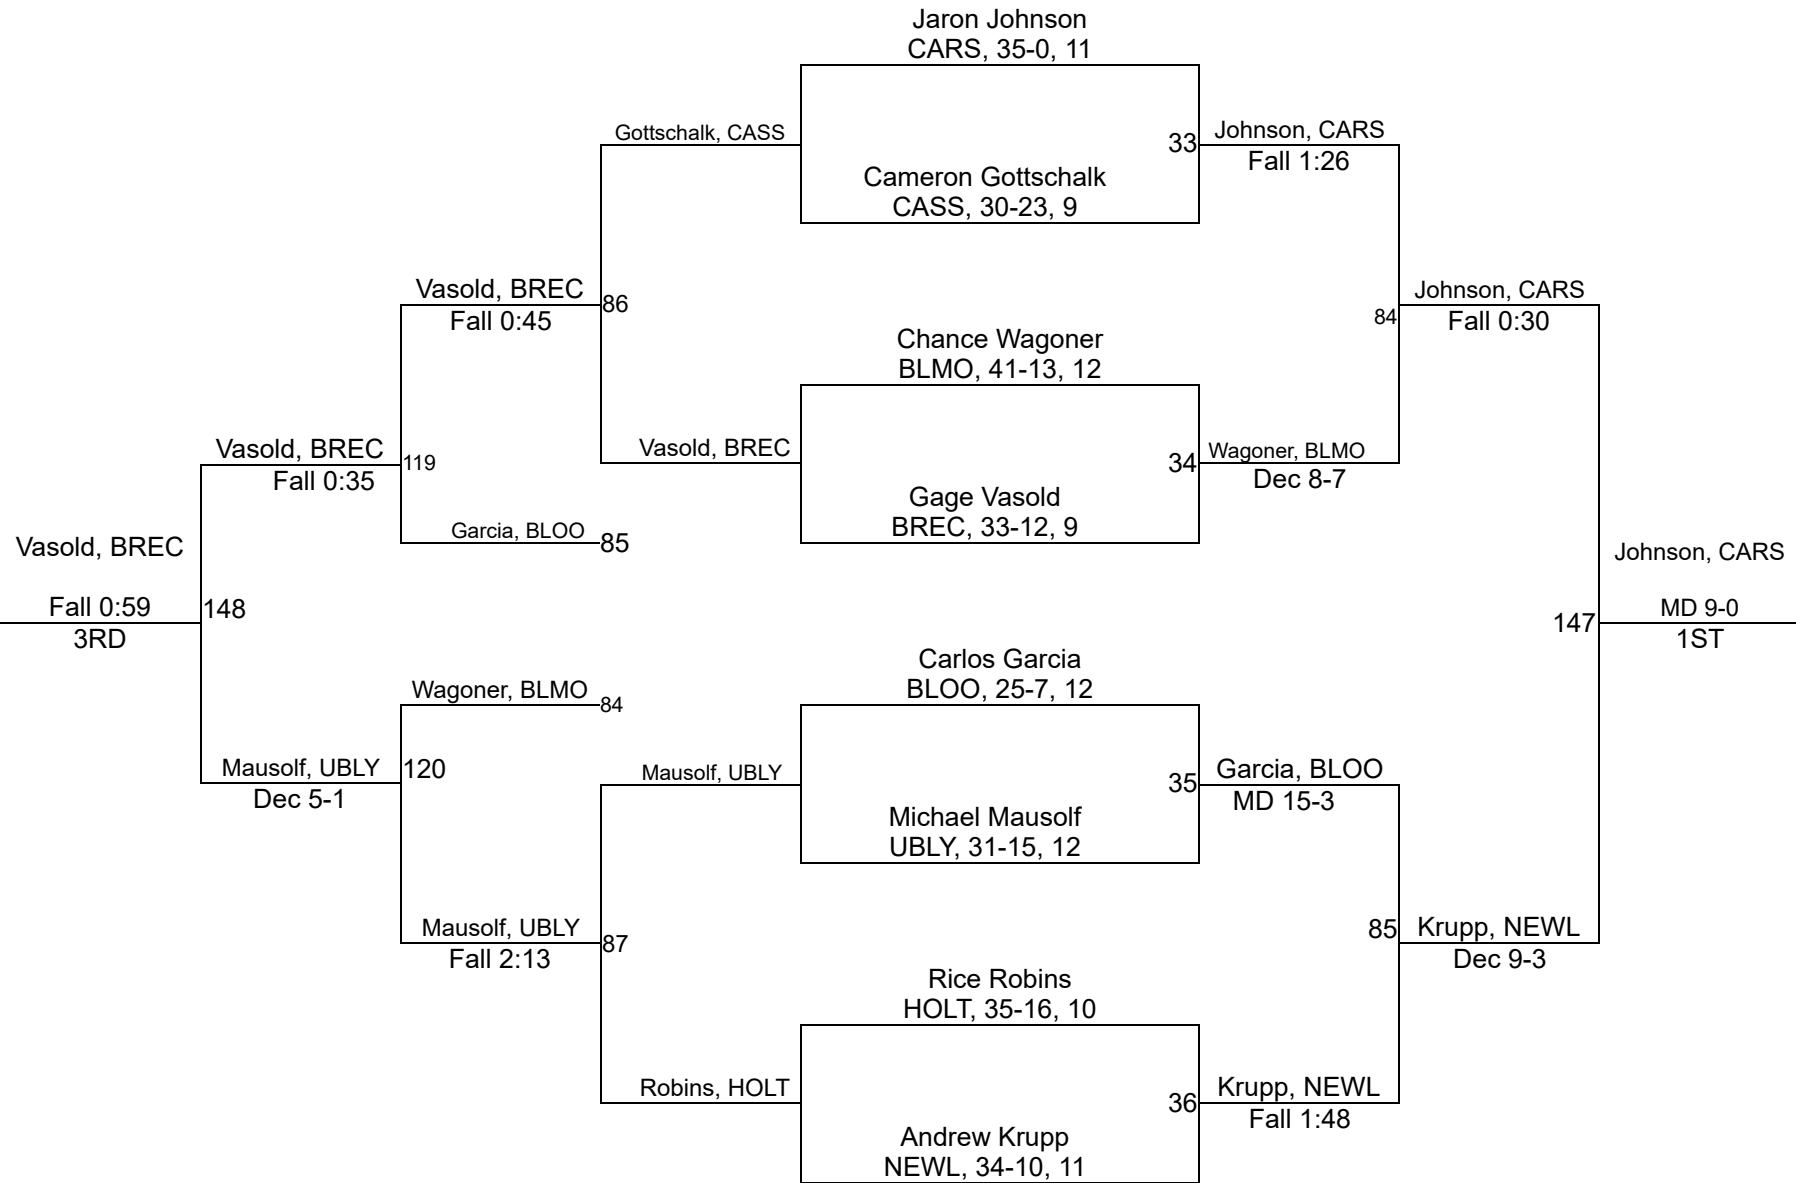 Jaron Johnson
CARS, 35-0, 11
Gottschalk, CASS
33
Johnson, CARS
Fall 1:26
Cameron Gottschalk
CASS, 30-23, 9
Vasold, BREC
Fall 0:45
86
Johnson, CARS
Fall 0:30
84
Chance Wagoner
BLMO, 41-13, 12
Vasold, BREC
Fall 0:35
119
Vasold, BREC
34
Wagoner, BLMO
Dec 8-7
Gage Vasold
BREC, 33-12, 9
Garcia, BLOO
85
Vasold, BREC
Fall 0:59
3RD
148
Johnson, CARS
MD 9-0
1ST
147
Carlos Garcia
BLOO, 25-7, 12
Wagoner, BLMO
84
Mausolf, UBLY
Dec 5-1
120
Mausolf, UBLY
35
Garcia, BLOO
MD 15-3
Michael Mausolf
UBLY, 31-15, 12
Mausolf, UBLY
Fall 2:13
87
85
Krupp, NEWL
Dec 9-3
Rice Robins
HOLT, 35-16, 10
Robins, HOLT
36
Krupp, NEWL
Fall 1:48
Andrew Krupp
NEWL, 34-10, 11